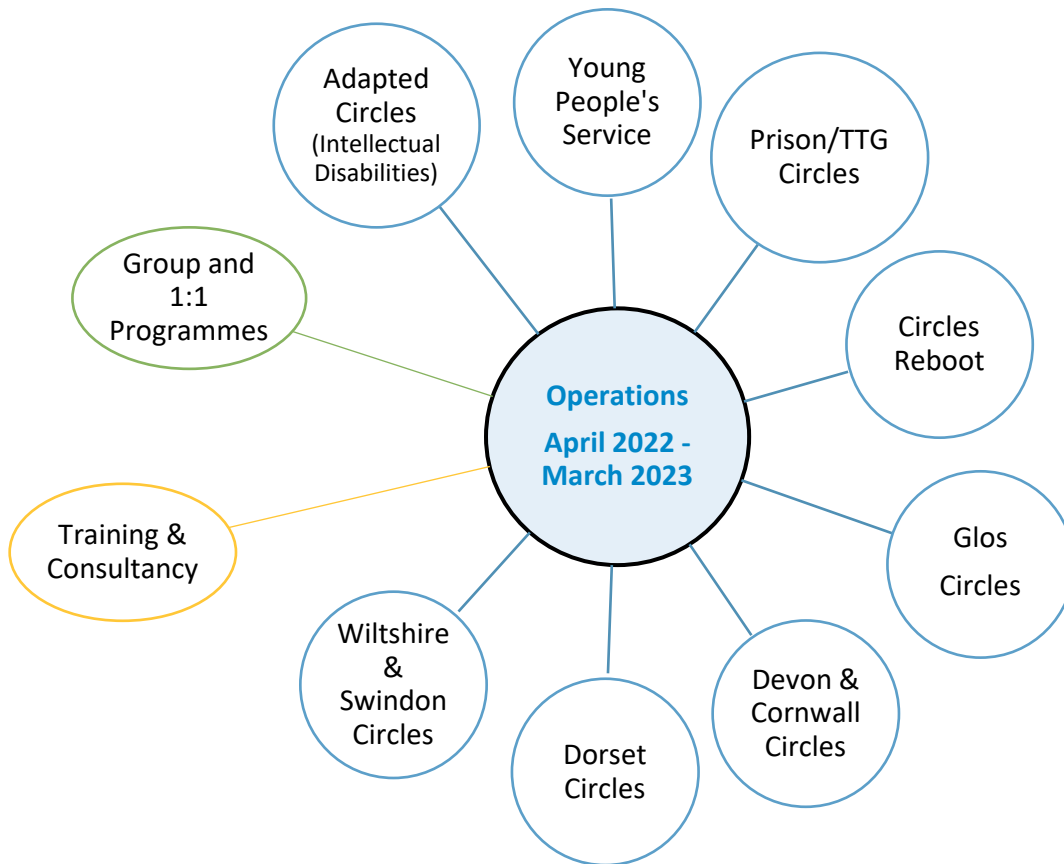 Adapted
Circles
(Intellectual
Disabilities)
Young
People's
Service
Prison/TTG
Circles
Group and
1:1
Programmes
Circles
Reboot
Operations
April 2022 -
March 2023
Training &
Consultancy
Glos
Circles
Wiltshire
&
Swindon
Circles
Dorset
Circles
Devon &
Cornwall
Circles